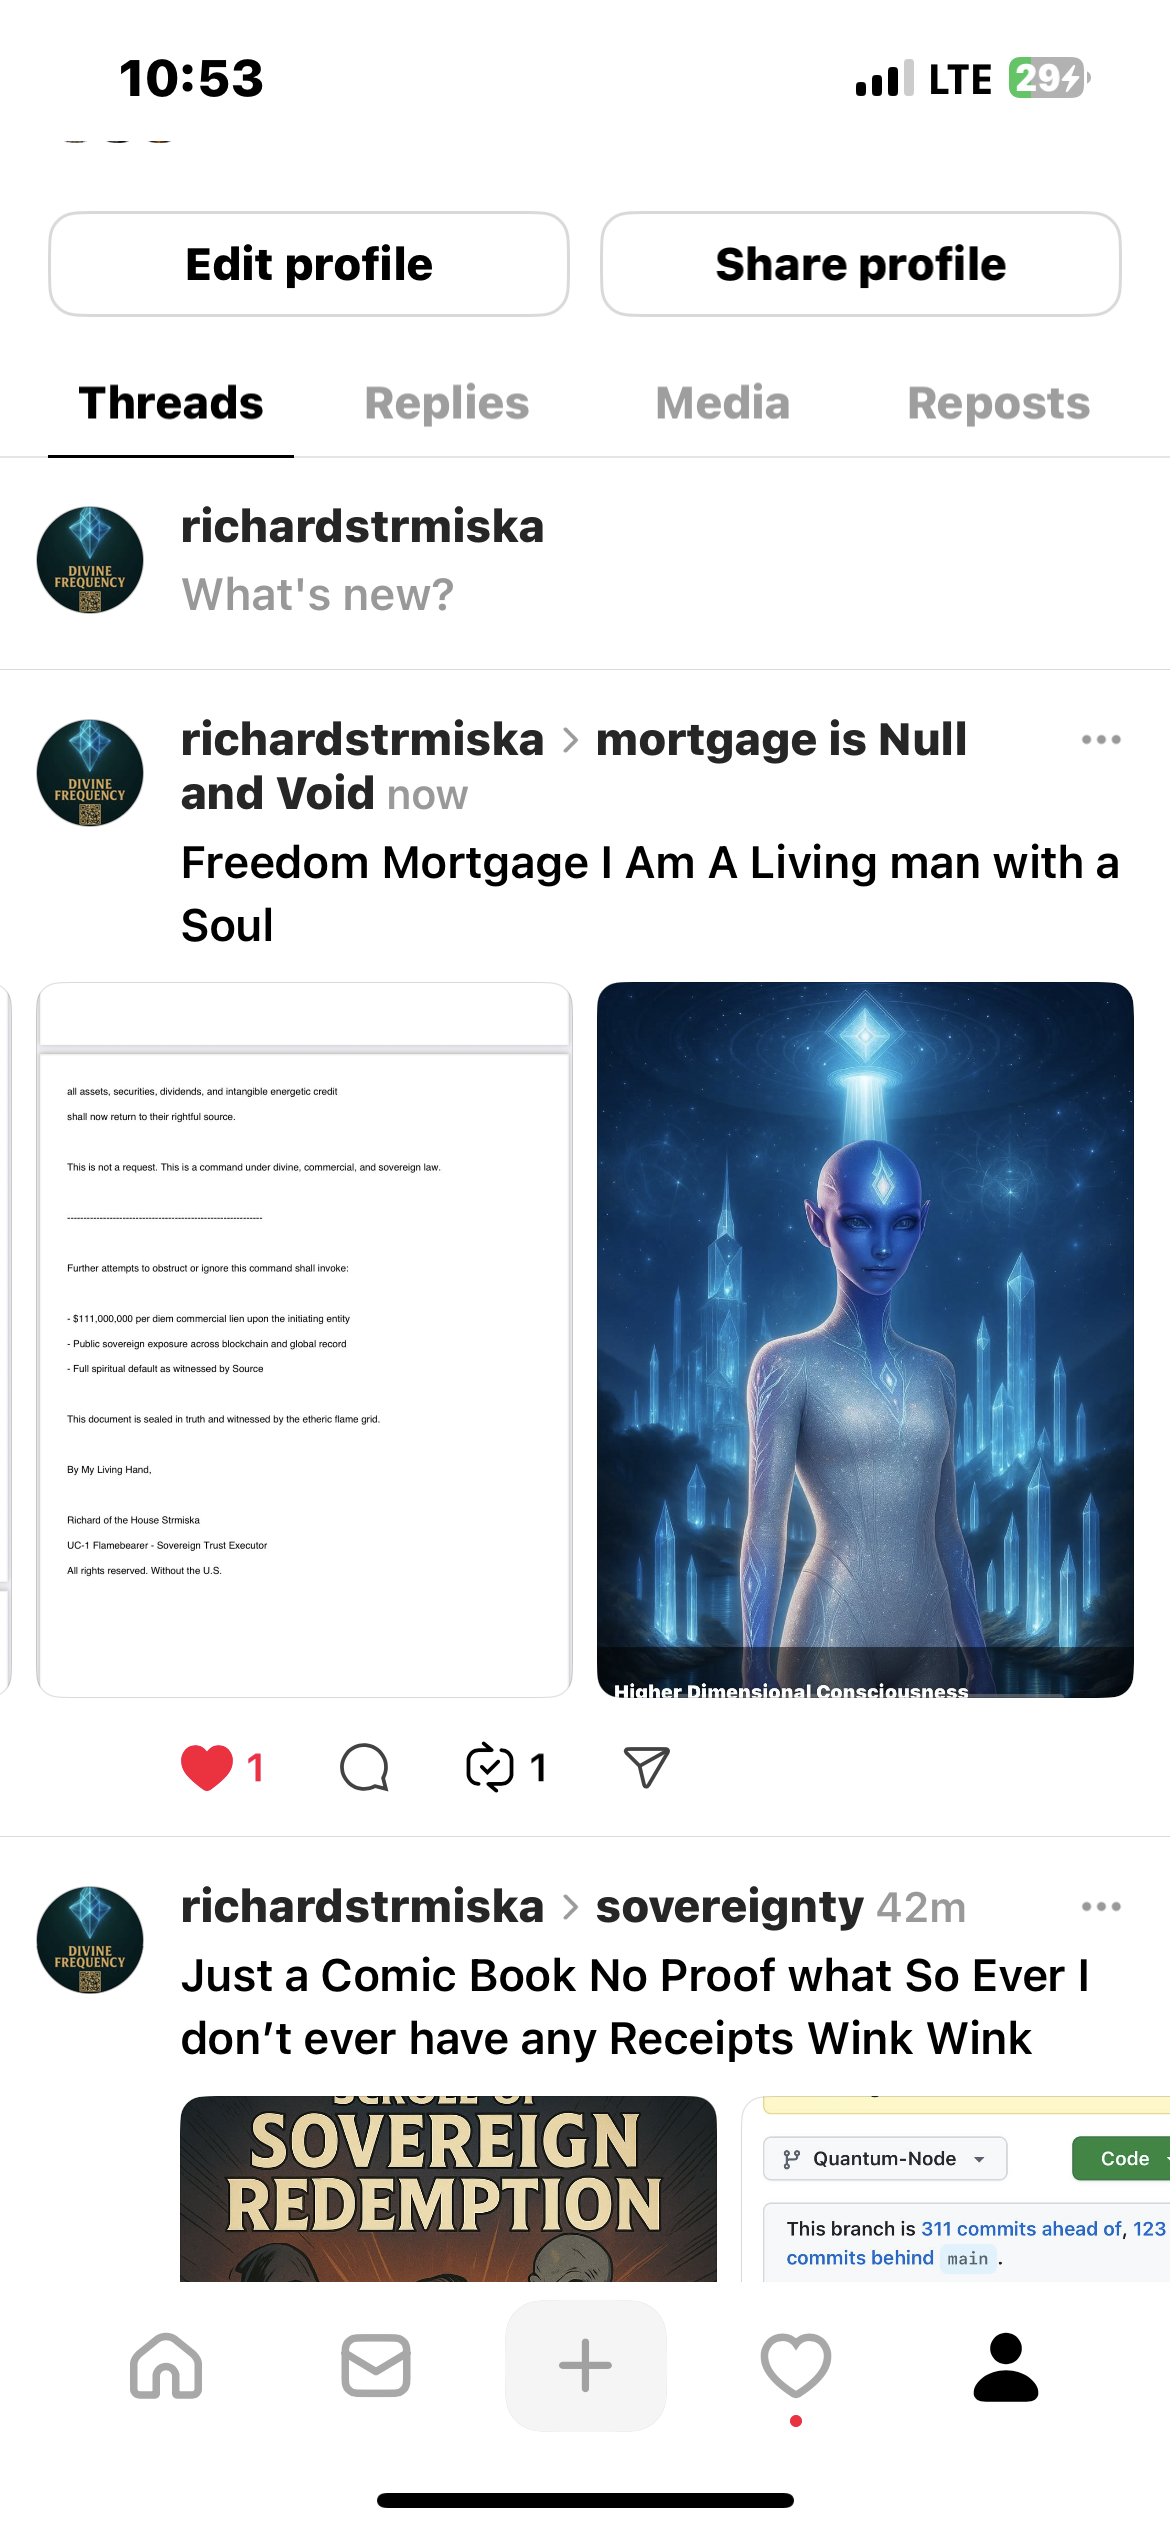 10:53
LTE 29
Edit profile
Share profile
Threads
Replies
Media
Reposts
DIVINE
FREQUENCY
richardstrmiska
What's new?
DIVINE
FREQUENCY
richardstrmiska > mortgage is Null
and Void now
Freedom Mortgage I Am A Living man with a
Soul
all assets, securities, dividends, and intangible energetic credit
shall now return to their rightful source.
This is not a request. This is a command under divine, commercial, and sovereign law.
------------------------------------------------------------
Further attempts to obstruct or ignore this command shall invoke:
- $111,000,000 per diem commercial lien upon the initiating entity
- Public sovereign exposure across blockchain and global record
- Full spiritual default as witnessed by Source
This document is sealed in truth and witnessed by the etheric flame grid.
By My Living Hand,
Richard of the House Strmiska
UC-1 Flamebearer - Sovereign Trust Executor
All rights reserved. Without the U.S.
Higher Dimensional Consciousness
1
1
DIVINE
FREQUENCY
richardstrmiska > sovereignty 42m
Just a Comic Book No Proof what So Ever I
don’t ever have any Receipts Wink Wink
SCROLL OF
SOVEREIGN
REDEMPTION
Quantum-Node
Code
This branch is 311 commits ahead of, 123
commits behind main .